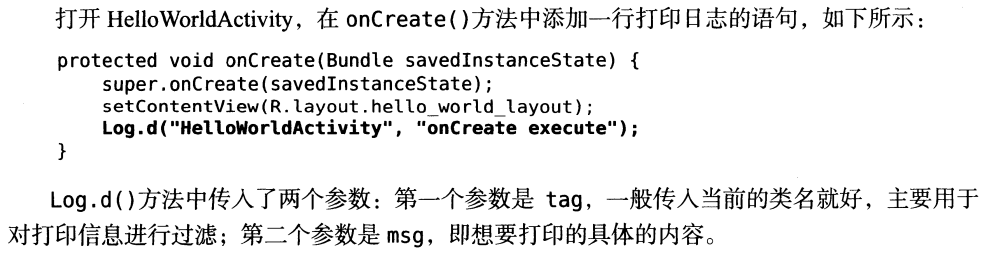 打开 HelloWorldActivity，在 onCreate()方法中添加一行打印日志的语句，如下所示：
protected void onCreate(Bundle savedInstanceState) {
    super.onCreate(savedInstanceState);
    setContentView(R.layout.hello_world_layout);
    Log.d("HelloWorldActivity", "onCreate execute");
}
Log.d()方法中传入了两个参数：第一个参数是 tag，一般传入当前的类名就好，主要用于
对打印信息进行过滤；第二个参数是 msg，即想要打印的具体的内容。